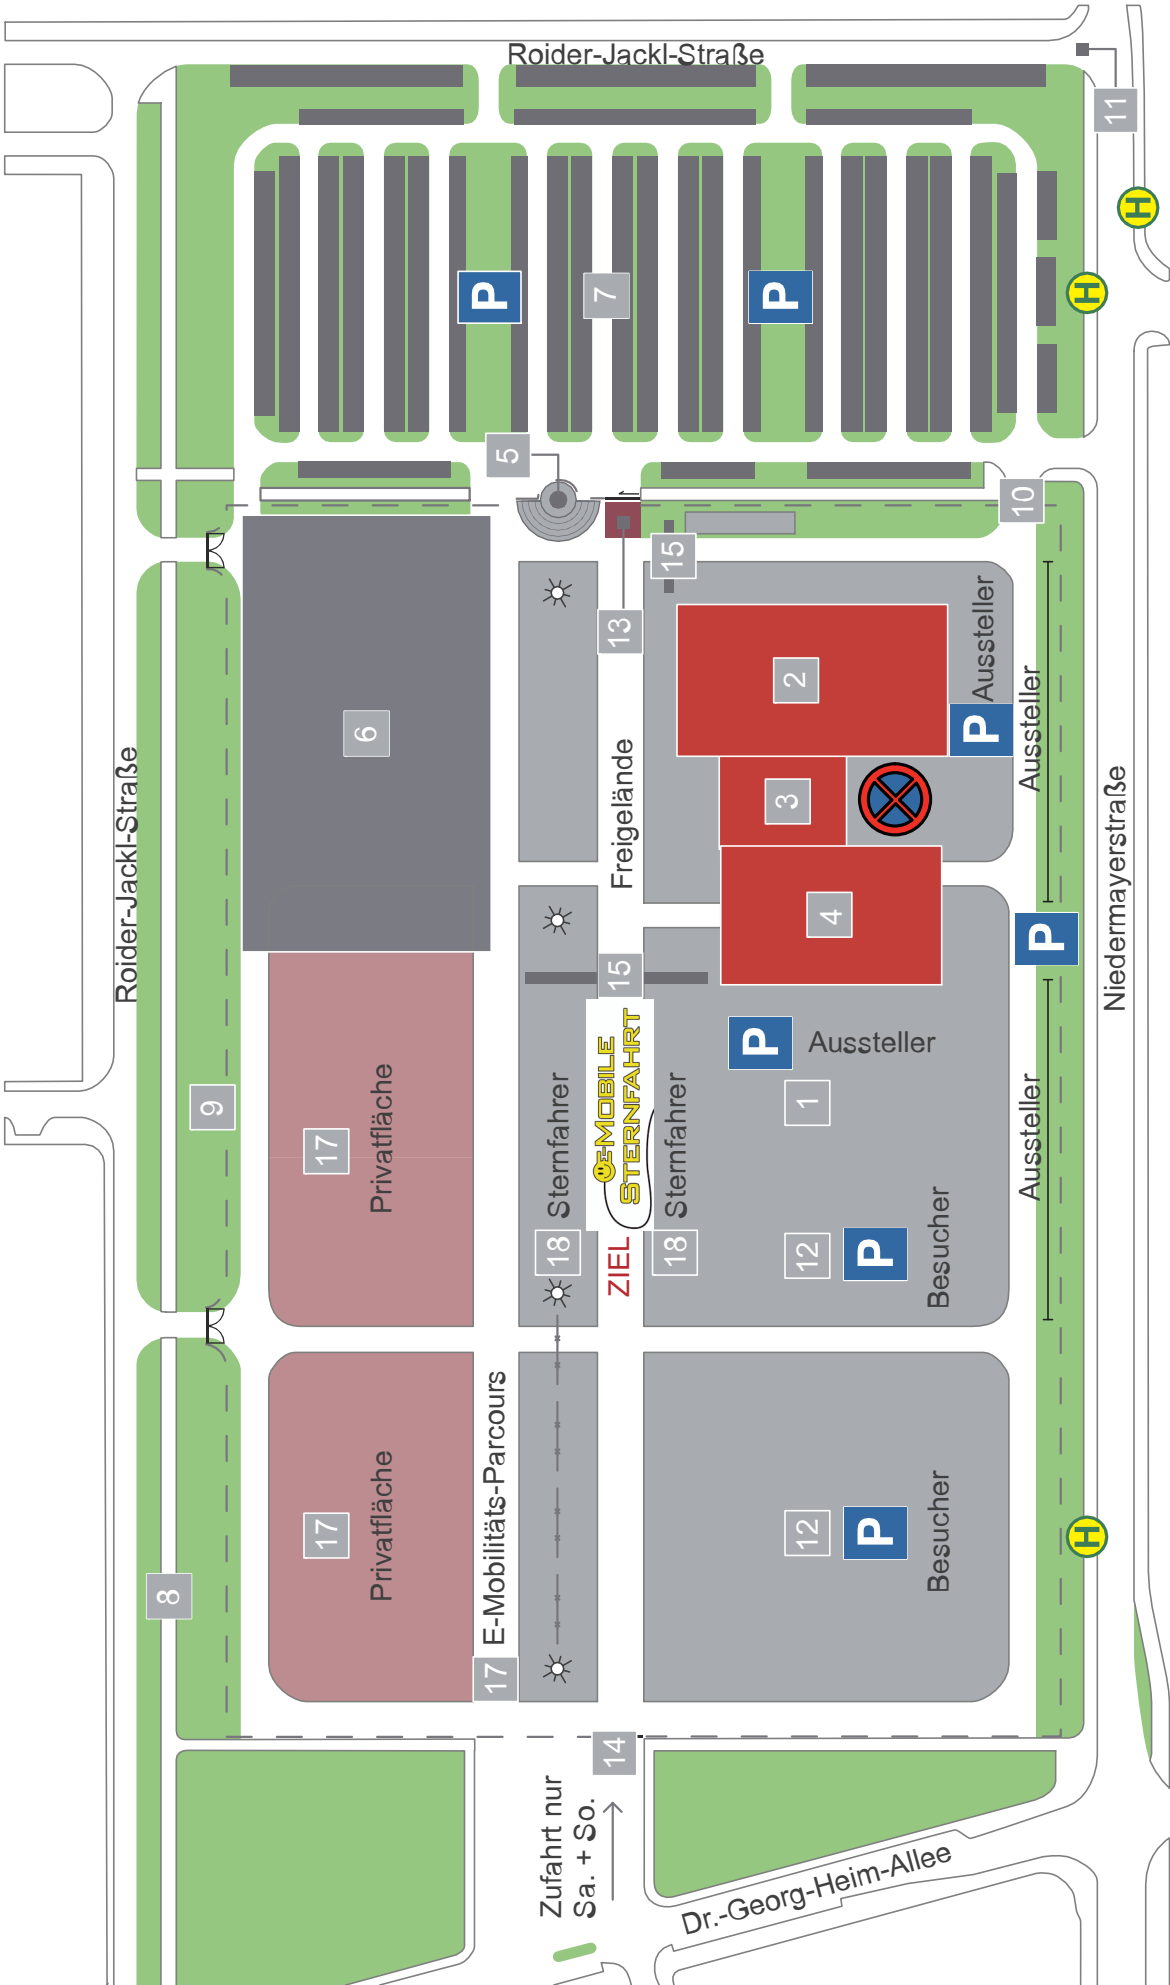 Roider-Jackl-Straße
11
H
H
P
7
P
5
10
15
13
2
Aussteller
P
6
Freigelände
3
Aussteller
Roider-Jackl-Straße
4
P
Niedermayerstraße
15
P
Aussteller
E-MOBILE
STERNFAHRT
9
17
Privatfläche
Sternfahrer
Sternfahrer
1
Aussteller
18
ZIEL
18
12
P
Besucher
17
Privatfläche
E-Mobilitäts-Parcours
12
P
Besucher
H
8
17
14
Zufahrt nur
Sa. + So.
Dr.-Georg-Heim-Allee